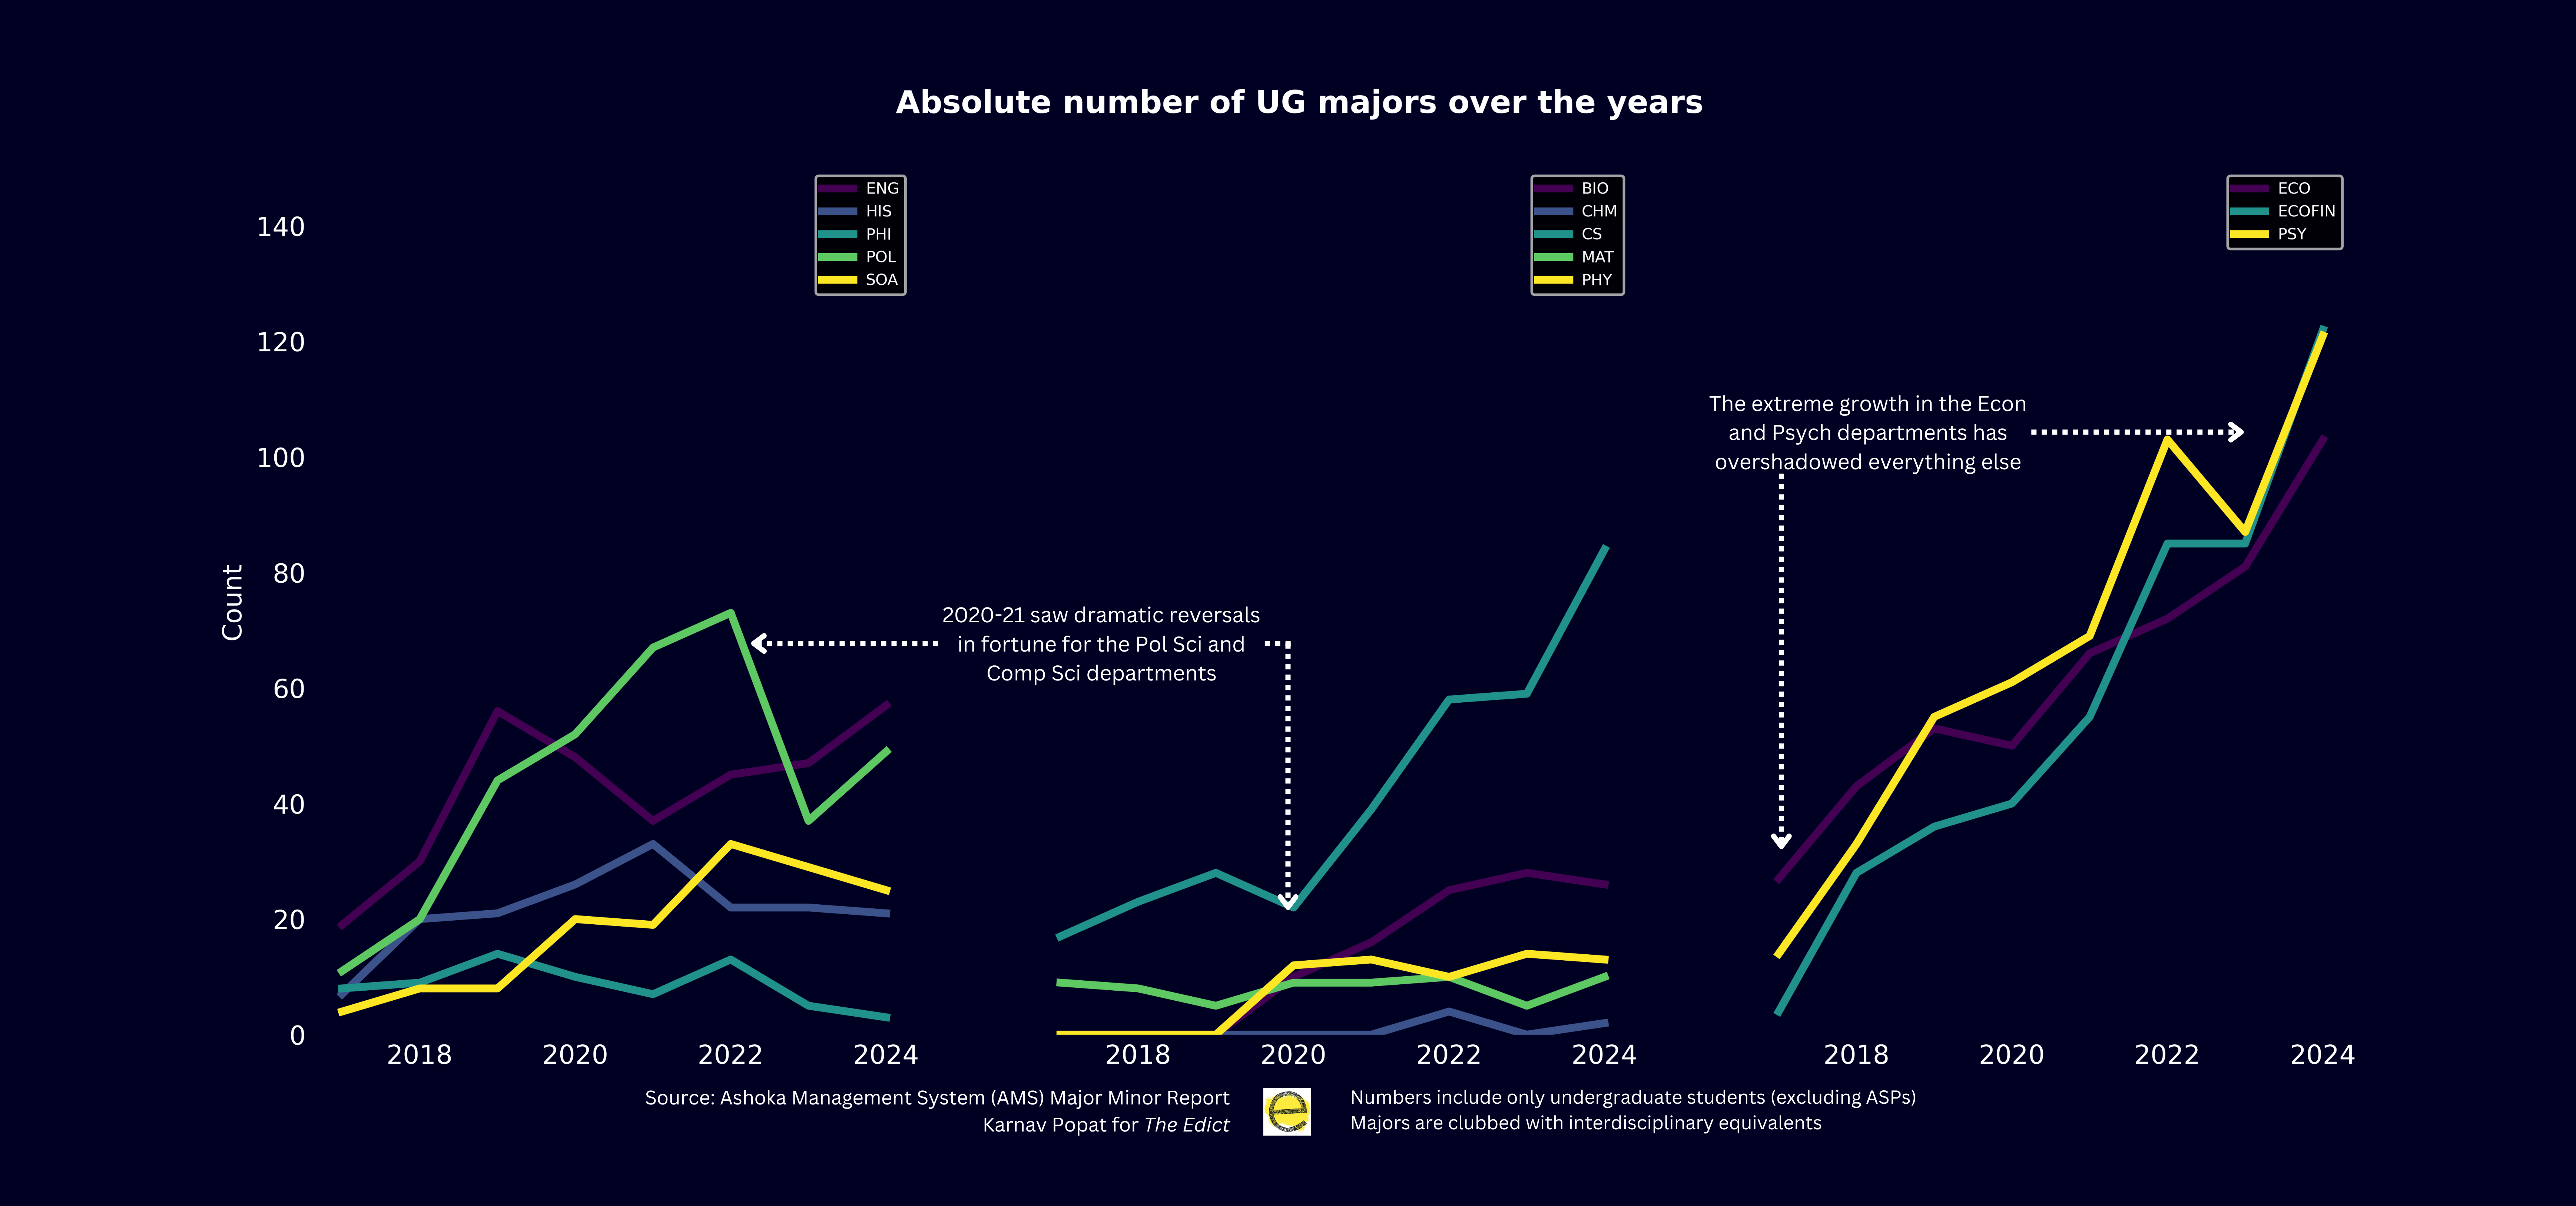 Absolute number of UG majors over the years
ENG
HIS
PHI
POL
SOA
BIO
CHM
CS
MAT
PHY
ECO
ECOFIN
PSY
140
120
100
80
60
40
20
0
Count
The extreme growth in the Econ
and Psych departments has
overshadowed everything else
2020-21 saw dramatic reversals
in fortune for the Pol Sci and
Comp Sci departments
2018 2020 2022 2024
2018 2020 2022 2024
2018 2020 2022 2024
Source: Ashoka Management System (AMS) Major Minor Report
Karnav Popat for The Edict
Numbers include only undergraduate students (excluding ASPs)
Majors are clubbed with interdisciplinary equivalents